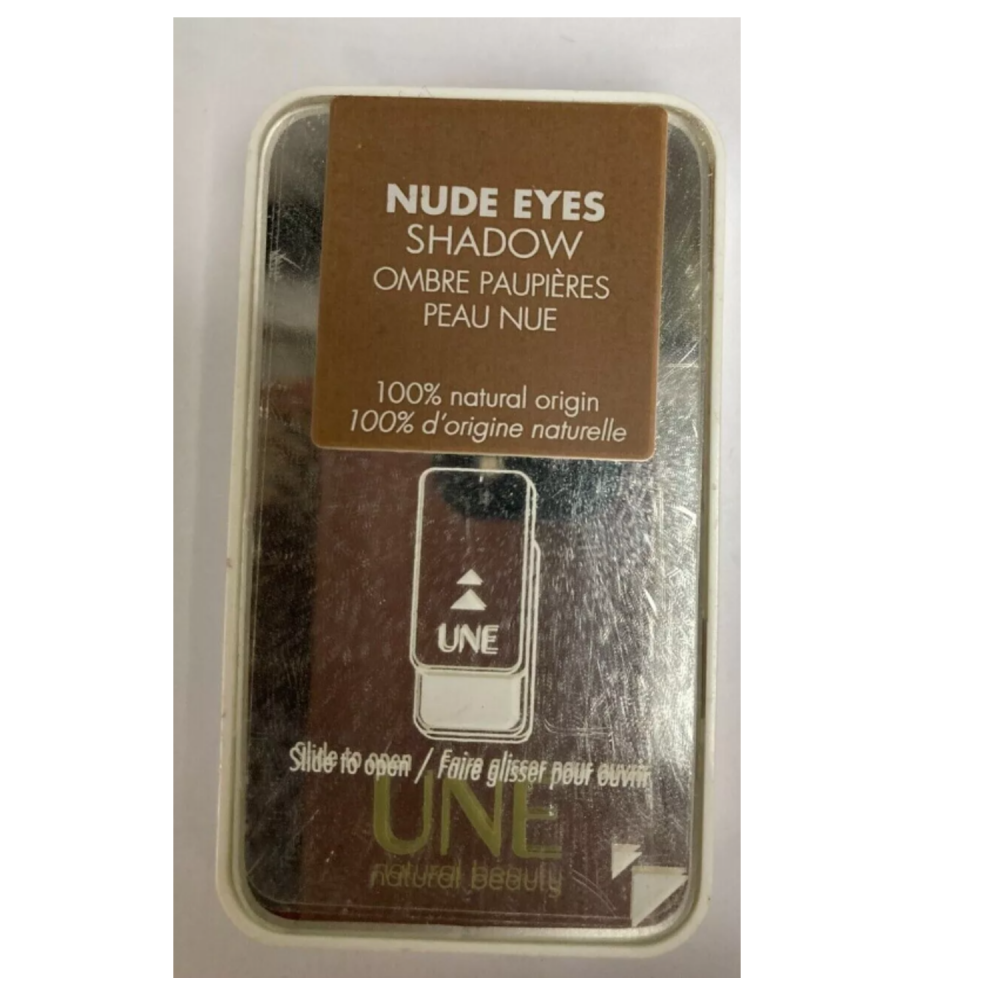 NUDE EYES
SHADOW
OMBRE PAUPIÈRES
PEAU NUE
100% natural origin
100% d'origine naturelle
UNE
Slide to open / Faire glisser pour ouvrir
UNE
natural beauty